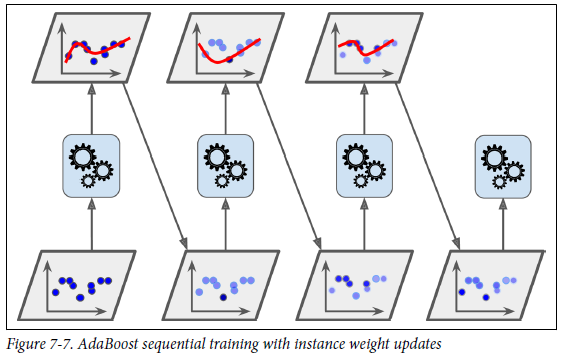 Figure 7-7. AdaBoost sequential training with instance weight updates